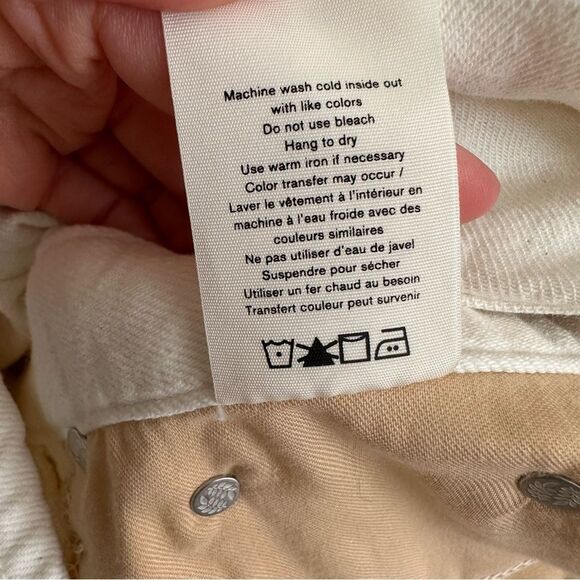 Machine wash cold inside out
with like colors
Do not use bleach
Hang to dry
Use warm iron if necessary
Color transfer may occur /
Laver le vêtement à l'intérieur en
machine à l'eau froide avec des
couleurs similaires
Ne pas utiliser d'eau de javel
Suspendre pour sécher
Utiliser un fer chaud au besoin
Transfert couleur peut survenir